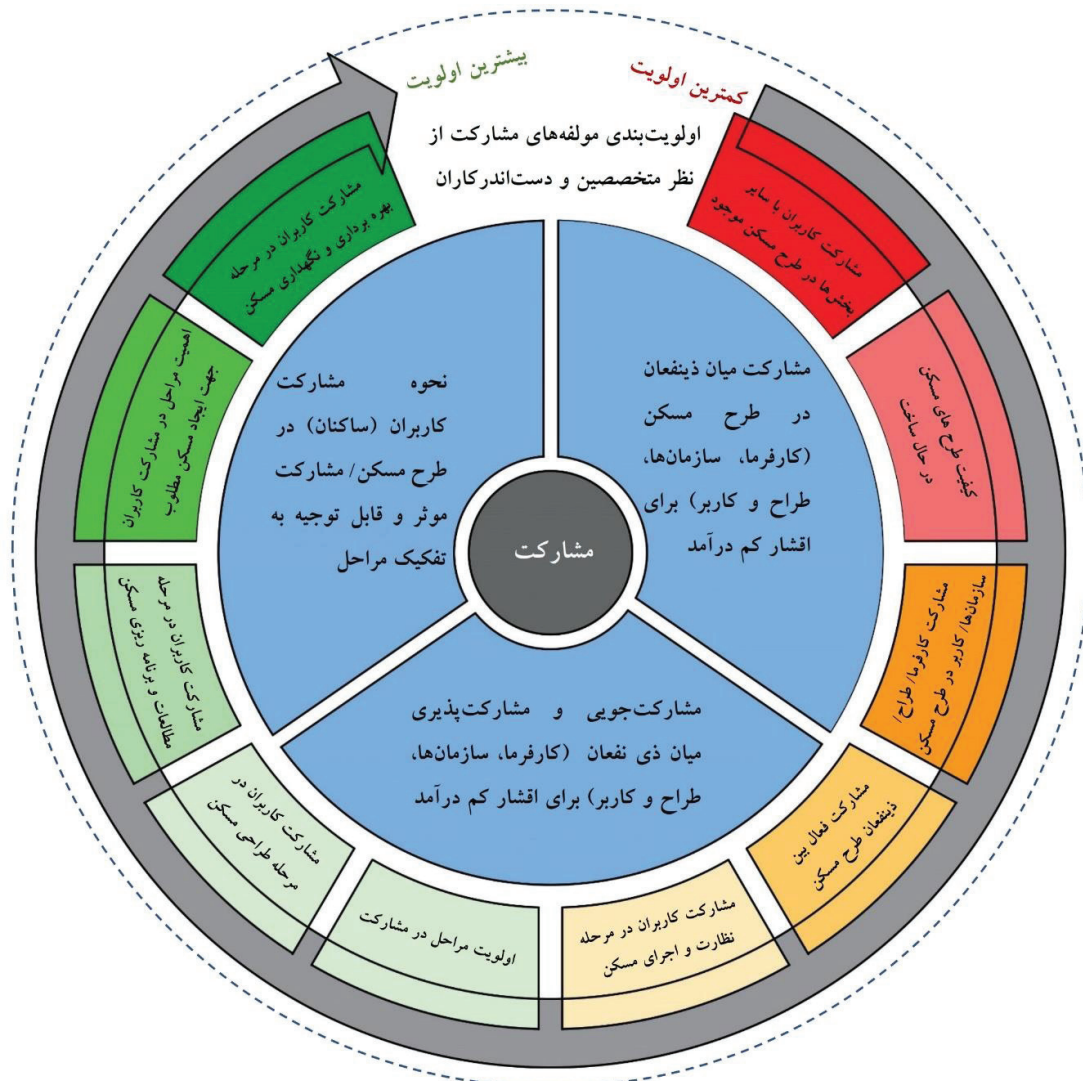 بیشترین اولویت
کمترین اولویت
اولویت‌بندی مولفه‌های مشارکت از
نظر متخصصین و دست‌اندرکاران
مشارکت کاربران با سایر
بخش‌ها در طرح مسکن موجود
کیفیت طرح های مسکن
در حال ساخت
مشارکت کارفرما/ طراح/
سازمان‌ها/ کاربر در طرح مسکن
مشارکت فعال بین
ذینفعان طرح مسکن
مشارکت کاربران در مرحله
نظارت و اجرای مسکن
اولویت مراحل در مشارکت
مشارکت کاربران در
مرحله طراحی مسکن
مشارکت کاربران در مرحله
مطالعات و برنامه ریزی مسکن
اهمیت مراحل در مشارکت کاربران
جهت ایجاد مسکن مطلوب
مشارکت کاربران در مرحله
بهره برداری و نگهداری مسکن
مشارکت میان ذینفعان
در طرح مسکن
(کارفرما، سازمان‌ها،
طراح و کاربر) برای
اقشار کم درآمد
نحوه مشارکت
کاربران (ساکنان) در
طرح مسکن/ مشارکت
موثر و قابل توجیه به
تفکیک مراحل
مشارکت‌جویی و مشارکت‌پذیری
میان ذی نفعان (کارفرما، سازمان‌ها،
طراح و کاربر) برای اقشار کم درآمد
مشارکت